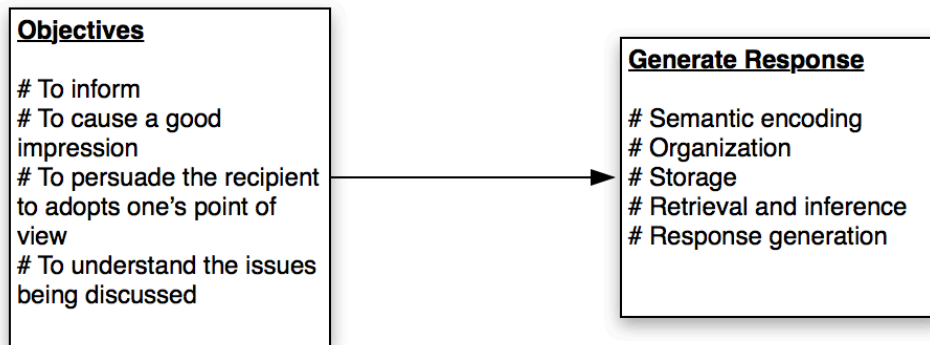 Objectives
# To inform
# To cause a good
impression
# To persuade the recipient
to adopts one's point of
view
# To understand the issues
being discussed
Generate Response
# Semantic encoding
# Organization
# Storage
# Retrieval and inference
# Response generation